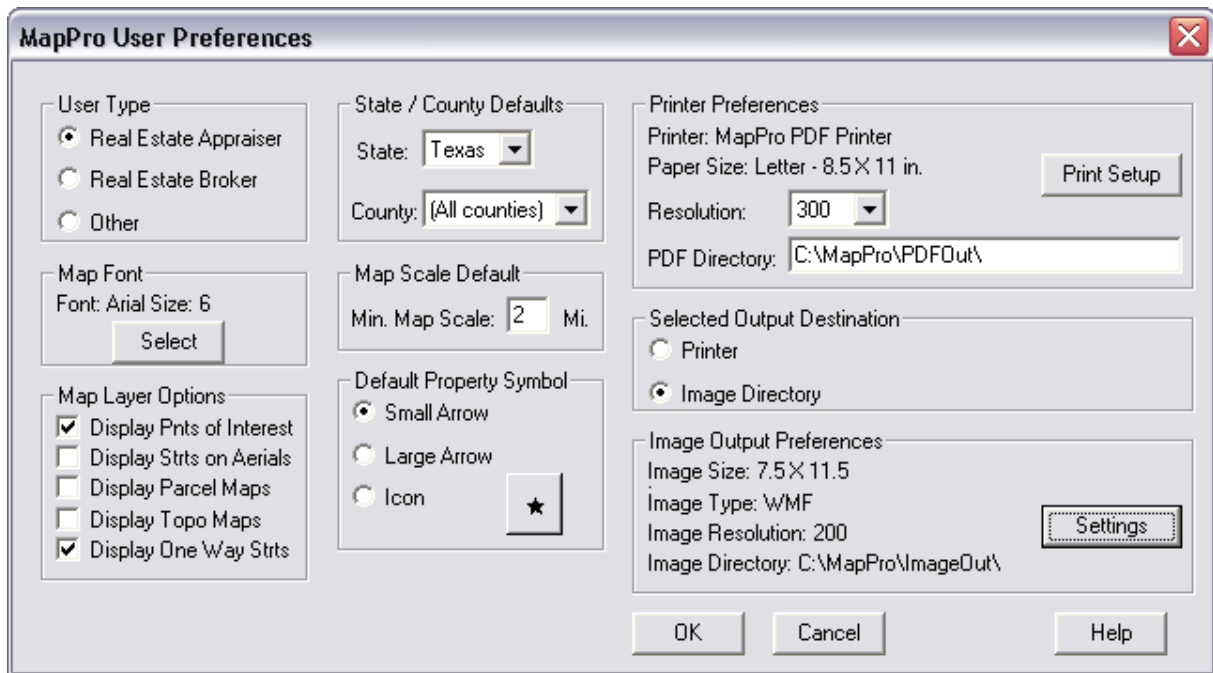 MapPro User Preferences
User Type
Real Estate Appraiser
Real Estate Broker
Other
Map Font
Font: Arial Size: 6
Select
Map Layer Options
Display Pnts of Interest
Display Strts on Aerials
Display Parcel Maps
Display Topo Maps
Display One Way Strts
State / County Defaults
State: Texas
County: (All counties)
Map Scale Default
Min. Map Scale: 2 Mi.
Default Property Symbol
Small Arrow
Large Arrow
Icon
Printer Preferences
Printer: MapPro PDF Printer
Paper Size: Letter - 8.5 X 11 in.
Print Setup
Resolution: 300
PDF Directory: C:\MapPro\PDFOut\
Selected Output Destination
Printer
Image Directory
Image Output Preferences
Image Size: 7.5 X 11.5
Image Type: WMF
Image Resolution: 200
Image Directory: C:\MapPro\ImageOut\
Settings
OK
Cancel
Help